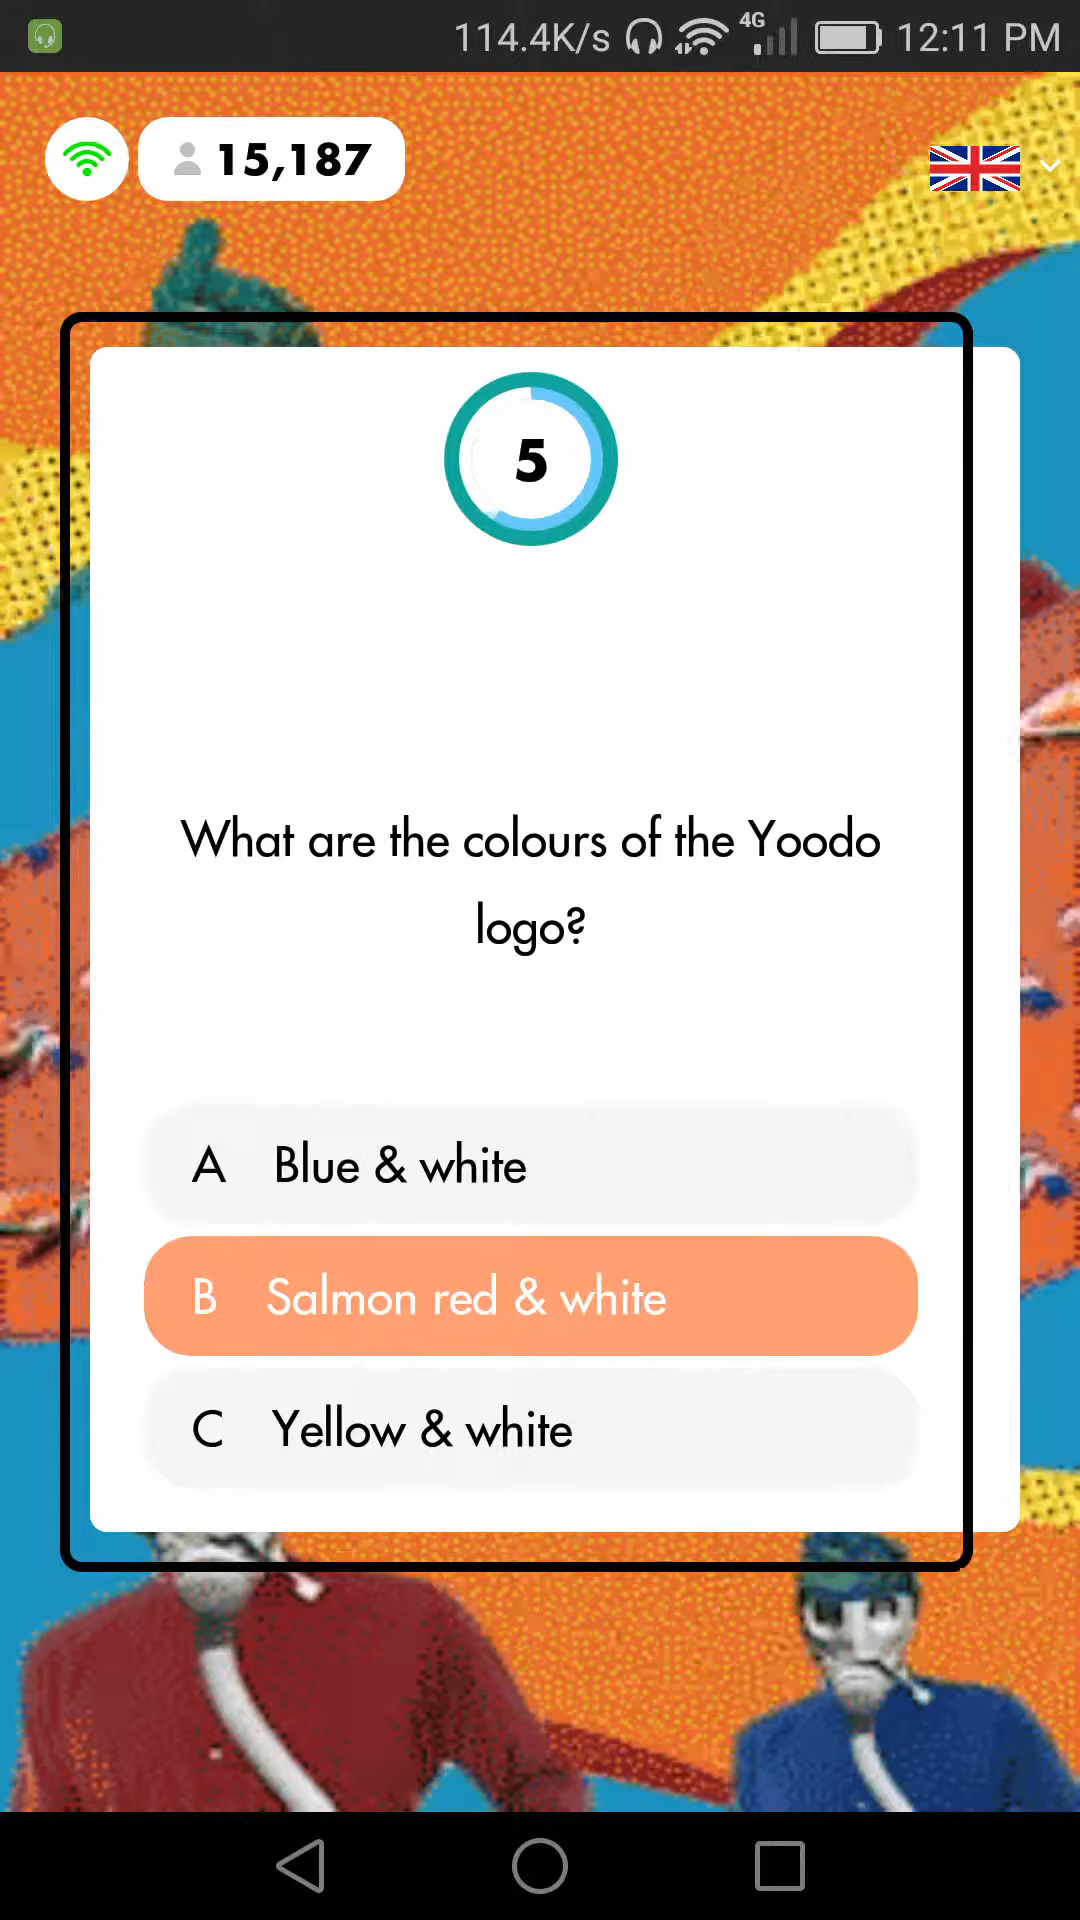 114.4K/s 4G 12:11 PM
15,187
5
What are the colours of the Yoodo
logo?
A Blue & white
B Salmon red & white
C Yellow & white